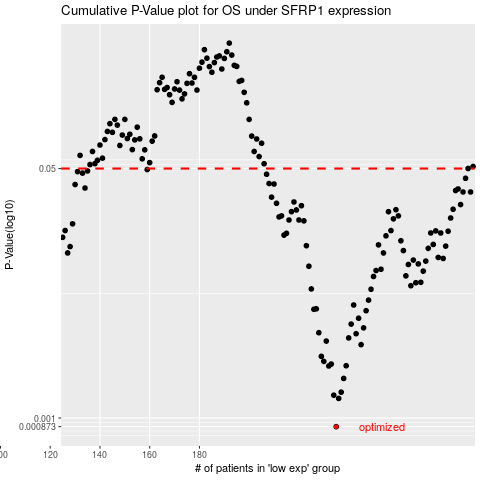 Cumulative P-Value plot for OS under SFRP1 expression
P-Value(log10)
0.05
0.001
0.000873
optimized
00
120
140
160
180
# of patients in 'low exp' group